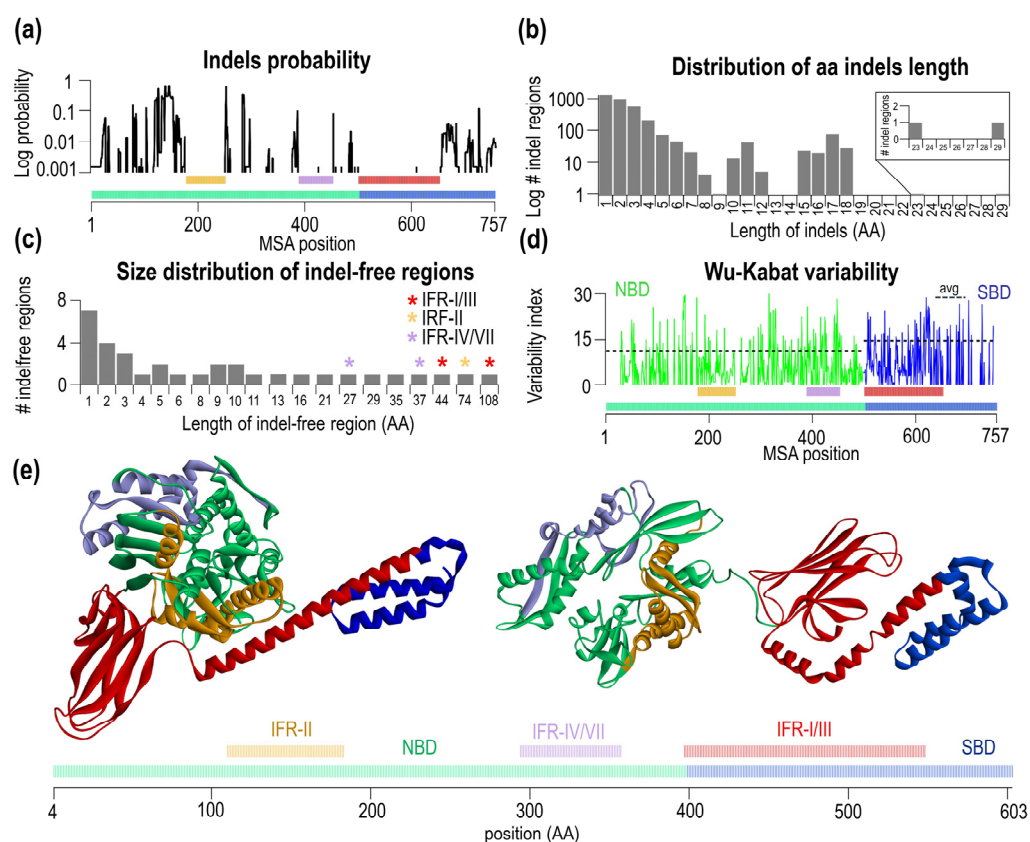 (a)
Indels probability
Log probability
1
0.1
0.01
0.001
1 200 400 600 757
MSA position
(b)
Distribution of aa indels length
Log # indel regions
1000
100
10
1
1 2 3 4 5 6 7 8 9 10 11 12 13 14 15 16 17 18 19 20 21 22 23 24 25 26 27 28 29
Length of indels (AA)
# indel regions
2
1
0
23 24 25 26 27 28 29
(c)
Size distribution of indel-free regions
# indelfree regions
8
4
0
* IFR-I/III
* IRF-II
* IFR-IV/VII
* * * * *
1 2 3 4 5 6 8 9 10 11 13 16 21 27 29 35 37 44 74 108
Length of indel-free region (AA)
(d)
Wu-Kabat variability
NBD
avg
SBD
Variability index
30
15
0
1 200 400 600 757
MSA position
(e)
IFR-II NBD IFR-IV/VII IFR-I/III SBD
4 100 200 300 400 500 603
position (AA)